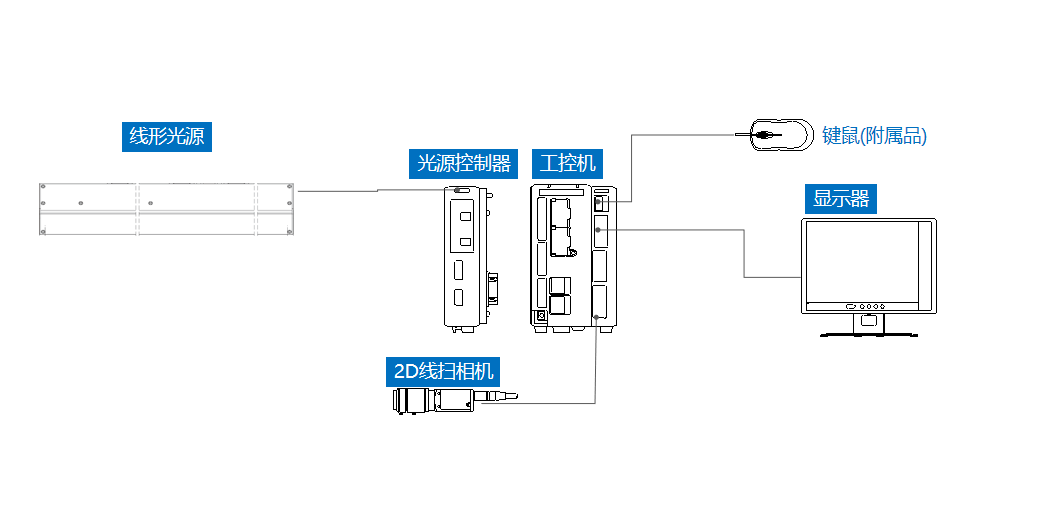 线形光源
光源控制器
工控机
键鼠(附属品)
显示器
2D线扫相机